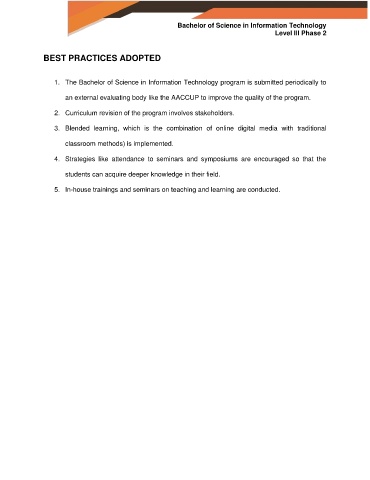 Bachelor of Science in Information Technology
Level III Phase 2
BEST PRACTICES ADOPTED
1. The Bachelor of Science in Information Technology program is submitted periodically to
an external evaluating body like the AACCUP to improve the quality of the program.
2. Curriculum revision of the program involves stakeholders.
3. Blended learning, which is the combination of online digital media with traditional
classroom methods) is implemented.
4. Strategies like attendance to seminars and symposiums are encouraged so that the
students can acquire deeper knowledge in their field.
5. In-house trainings and seminars on teaching and learning are conducted.